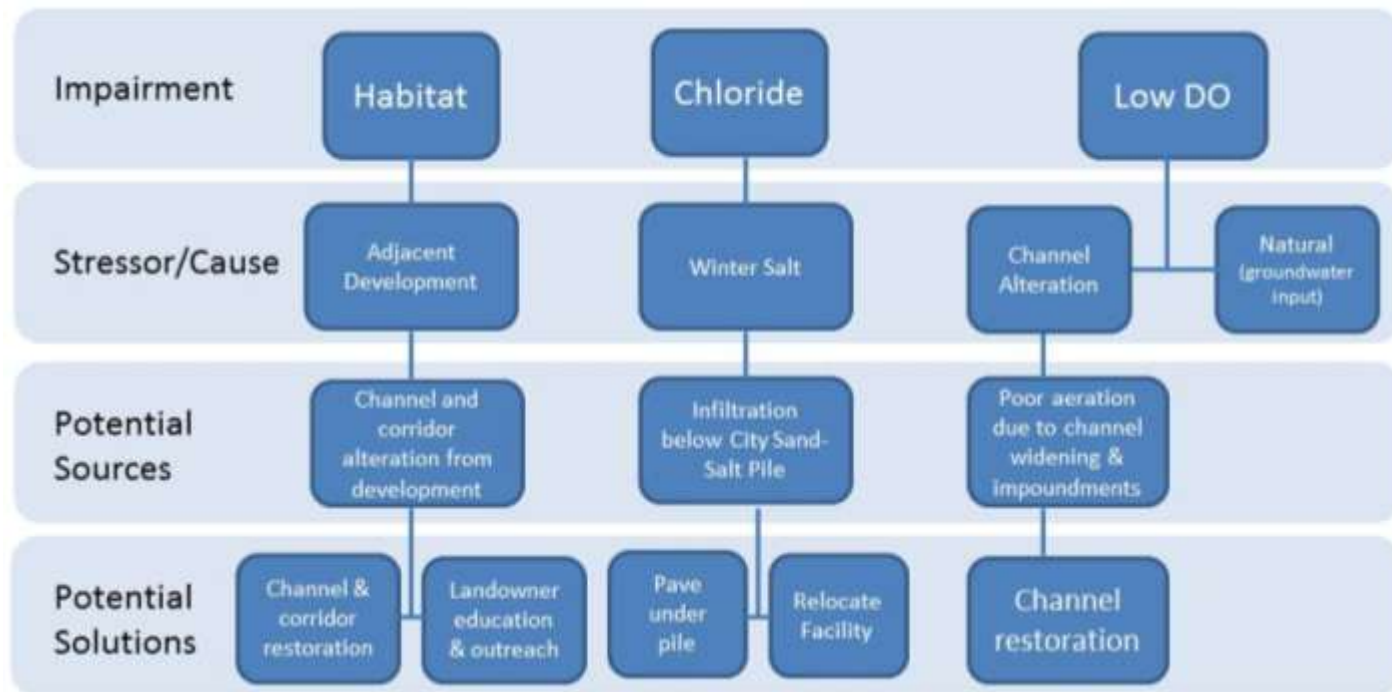 Impairment
Habitat
Chloride
Low DO
Stressor/Cause
Adjacent
Development
Winter Salt
Channel
Alteration
Natural
(groundwater
input)
Potential
Sources
Channel and
corridor
alteration from
development
Infiltration
below City Sand-
Salt Pile
Poor aeration
due to channel
widening &
impoundments
Potential
Solutions
Channel &
corridor
restoration
Landowner
education
& outreach
Pave
under
pile
Relocate
Facility
Channel
restoration